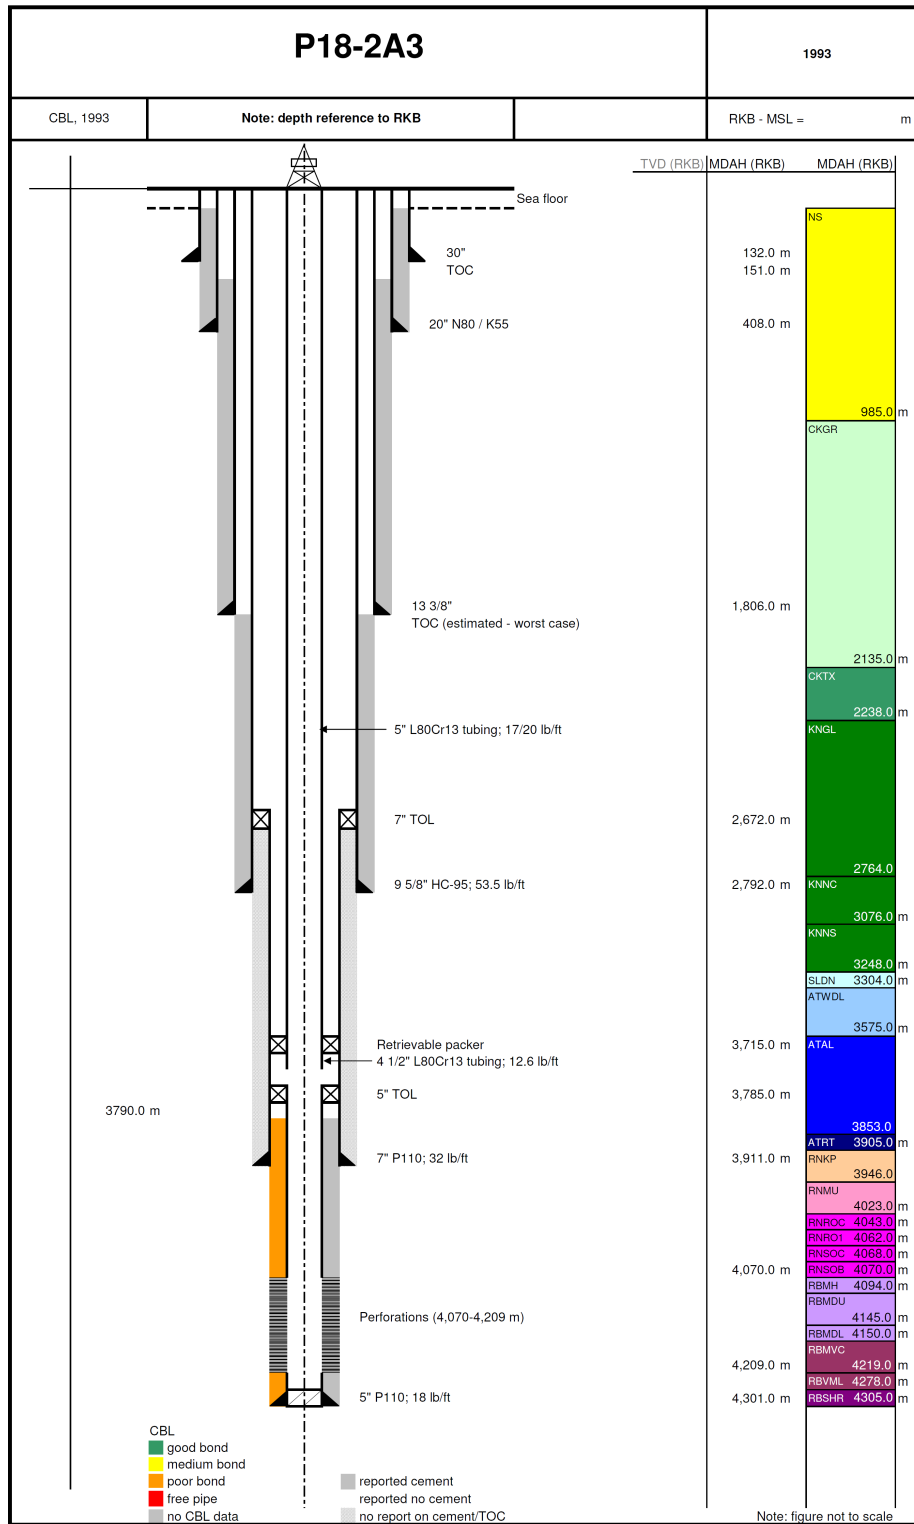 P18-2A3
1993
CBL, 1993
Note: depth reference to RKB
RKB - MSL = m
TVD (RKB) MDAH (RKB) MDAH (RKB)
Sea floor
NS
30" 132.0 m
TOC 151.0 m
20" N80 / K55 408.0 m
985.0 m
CKGR
13 3/8" 1,806.0 m
TOC (estimated - worst case)
2135.0 m
CKTX
2238.0 m
5" L80Cr13 tubing; 17/20 lb/ft
KNGL
7" TOL 2,672.0 m
2764.0 m
9 5/8" HC-95; 53.5 lb/ft 2,792.0 m
KNNC
3076.0 m
KNNS
3248.0 m
SLDN 3304.0 m
ATWDL
3575.0 m
Retrievable packer 3,715.0 m
ATAL
4 1/2" L80Cr13 tubing; 12.6 lb/ft
5" TOL 3,785.0 m
3790.0 m
3853.0
ATRT 3905.0 m
7" P110; 32 lb/ft 3,911.0 m
RNKP
3946.0 m
RNMU
4023.0 m
RNROC 4043.0 m
RNRO1 4062.0 m
RNSOC 4068.0 m
4,070.0 m RNSOB 4070.0 m
RBMH 4094.0 m
RBMDU
Perforations (4,070-4,209 m)
4145.0 m
RBMDL 4150.0 m
RBMVC
4,209.0 m 4219.0 m
RBVML 4278.0 m
5" P110; 18 lb/ft 4,301.0 m RBSHR 4305.0 m
CBL
good bond
medium bond
poor bond reported cement
free pipe reported no cement
no CBL data no report on cement/TOC
Note: figure not to scale